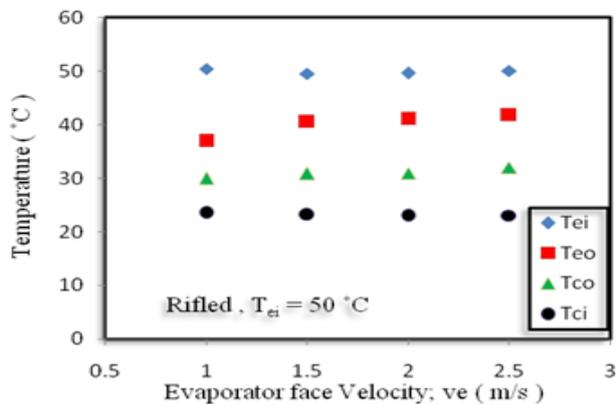 60
50
40
30
20
10
0
Temperature ( °C )
Rifled , Tei = 50 °C
Tei
Teo
Tco
Tci
0.5 1 1.5 2 2.5 3
Evaporator face Velocity; ve ( m/s )